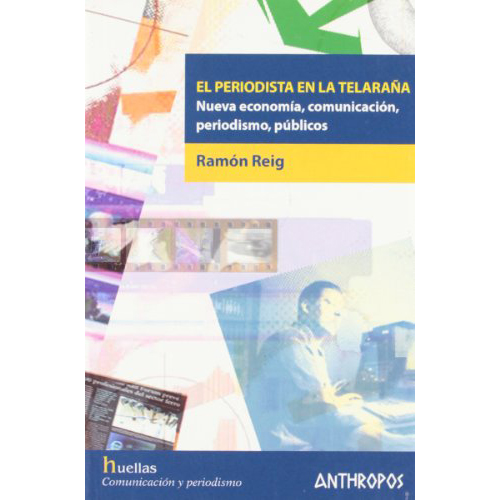 EL PERIODISTA EN LA TELARAÑA
Nueva economía, comunicación,
periodismo, públicos
Ramón Reig
huellas
Comunicación y periodismo
ANTHROPOS